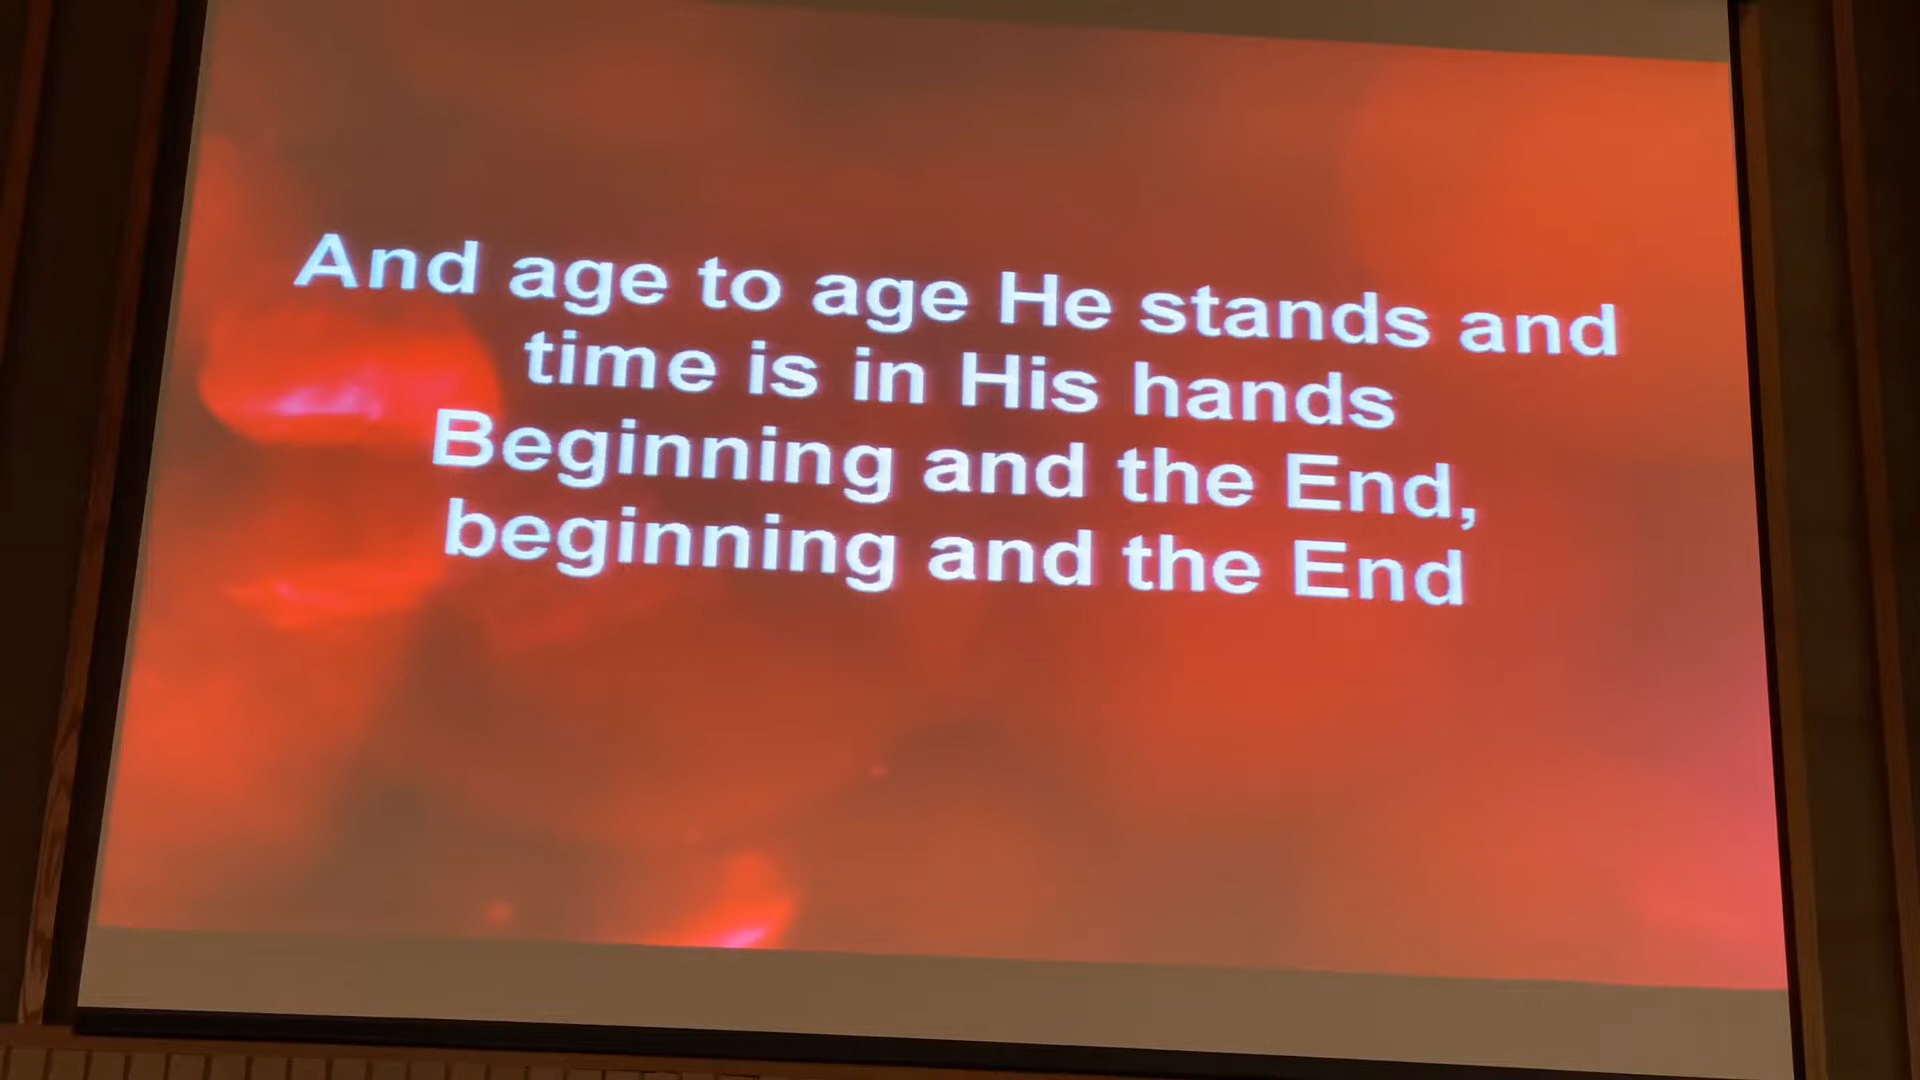 And age to age He stands and
time is in His hands
Beginning and the End,
beginning and the End